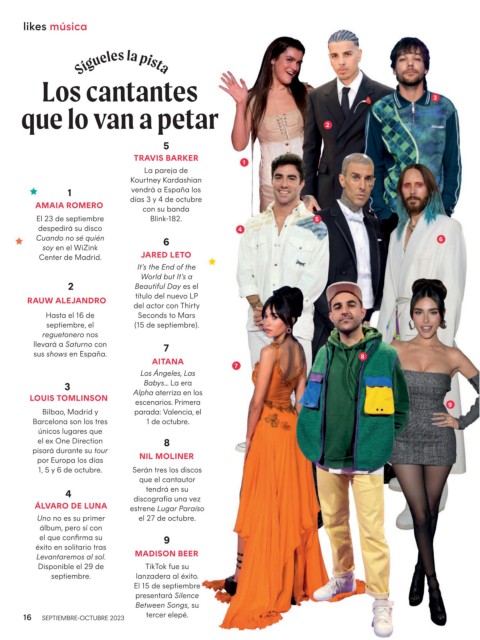 likes música
Sígueles la pista
Los cantantes
que lo van a petar
1
AMAIA ROMERO
El 23 de septiembre
despedirá su disco
Cuando no sé quién
soy en el WiZink
Center de Madrid.
2
RAUW ALEJANDRO
Hasta el 16 de
septiembre, el
reguetonero nos
llevará a Saturno con
sus shows en España.
3
LOUIS TOMLINSON
Bilbao, Madrid y
Barcelona son los tres
únicos lugares que
el ex One Direction
pisará durante su tour
por Europa los días
1, 5 y 6 de octubre.
4
ÁLVARO DE LUNA
Uno no es su primer
álbum, pero sí con
el que confirma su
éxito en solitario tras
Levantaremos al sol.
Disponible el 29 de
septiembre.
5
TRAVIS BARKER
La pareja de
Kourtney Kardashian
vendrá a España los
días 3 y 4 de octubre
con su banda
Blink-182.
6
JARED LETO
It's the End of the
World but It's a
Beautiful Day es el
título del nuevo LP
del actor con Thirty
Seconds to Mars
(15 de septiembre).
7
AITANA
Los Ángeles, Las
Babys... La era
Alpha aterriza en los
escenarios. Primera
parada: Valencia, el
1 de octubre.
8
NIL MOLINER
Serán tres los discos
que el cantautor
tendrá en su
discografía una vez
estrene Lugar Paraíso
el 27 de octubre.
9
MADISON BEER
TikTok fue su
lanzadera al éxito.
El 15 de septiembre
presentará Silence
Between Songs, su
tercer elepé.
1
2
3
4
5
6
7
8
9
16 SEPTIEMBRE-OCTUBRE 2023